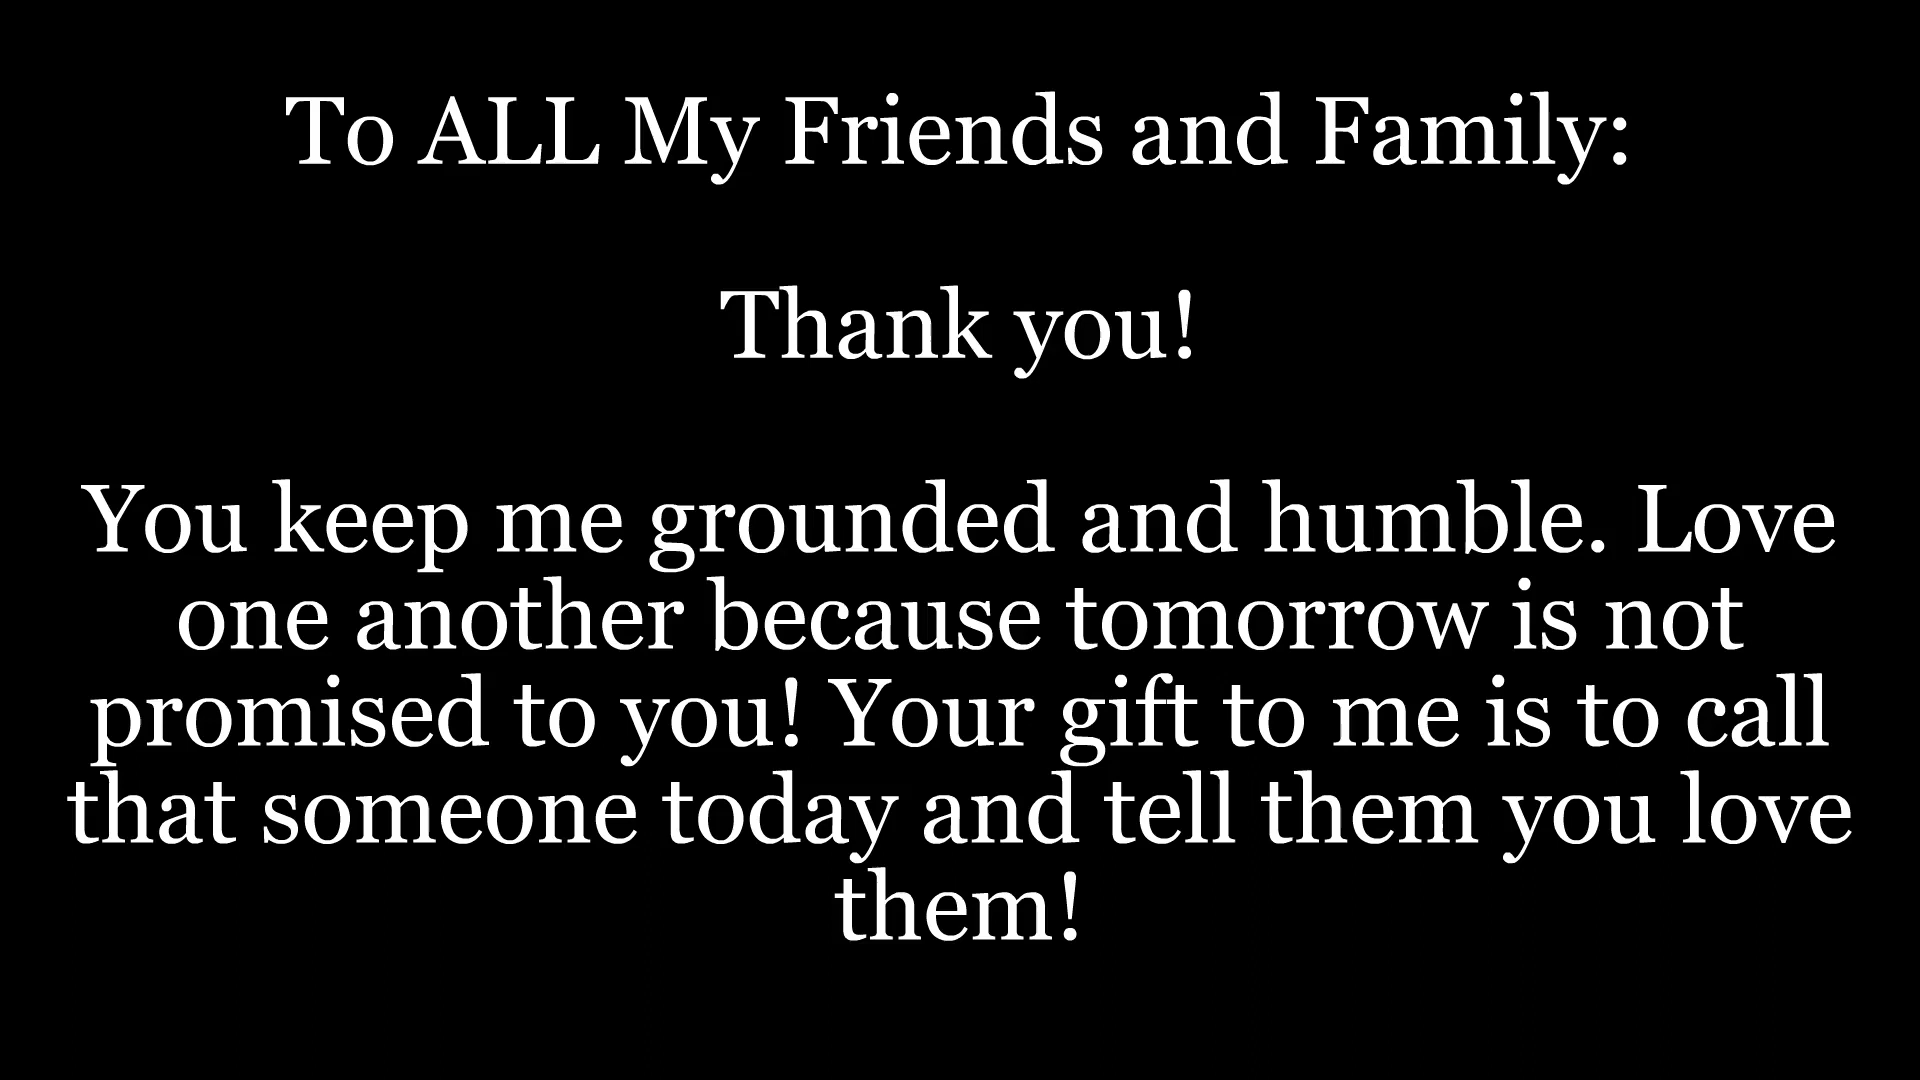 To ALL My Friends and Family:
Thank you!
You keep me grounded and humble. Love
one another because tomorrow is not
promised to you! Your gift to me is to call
that someone today and tell them you love
them!